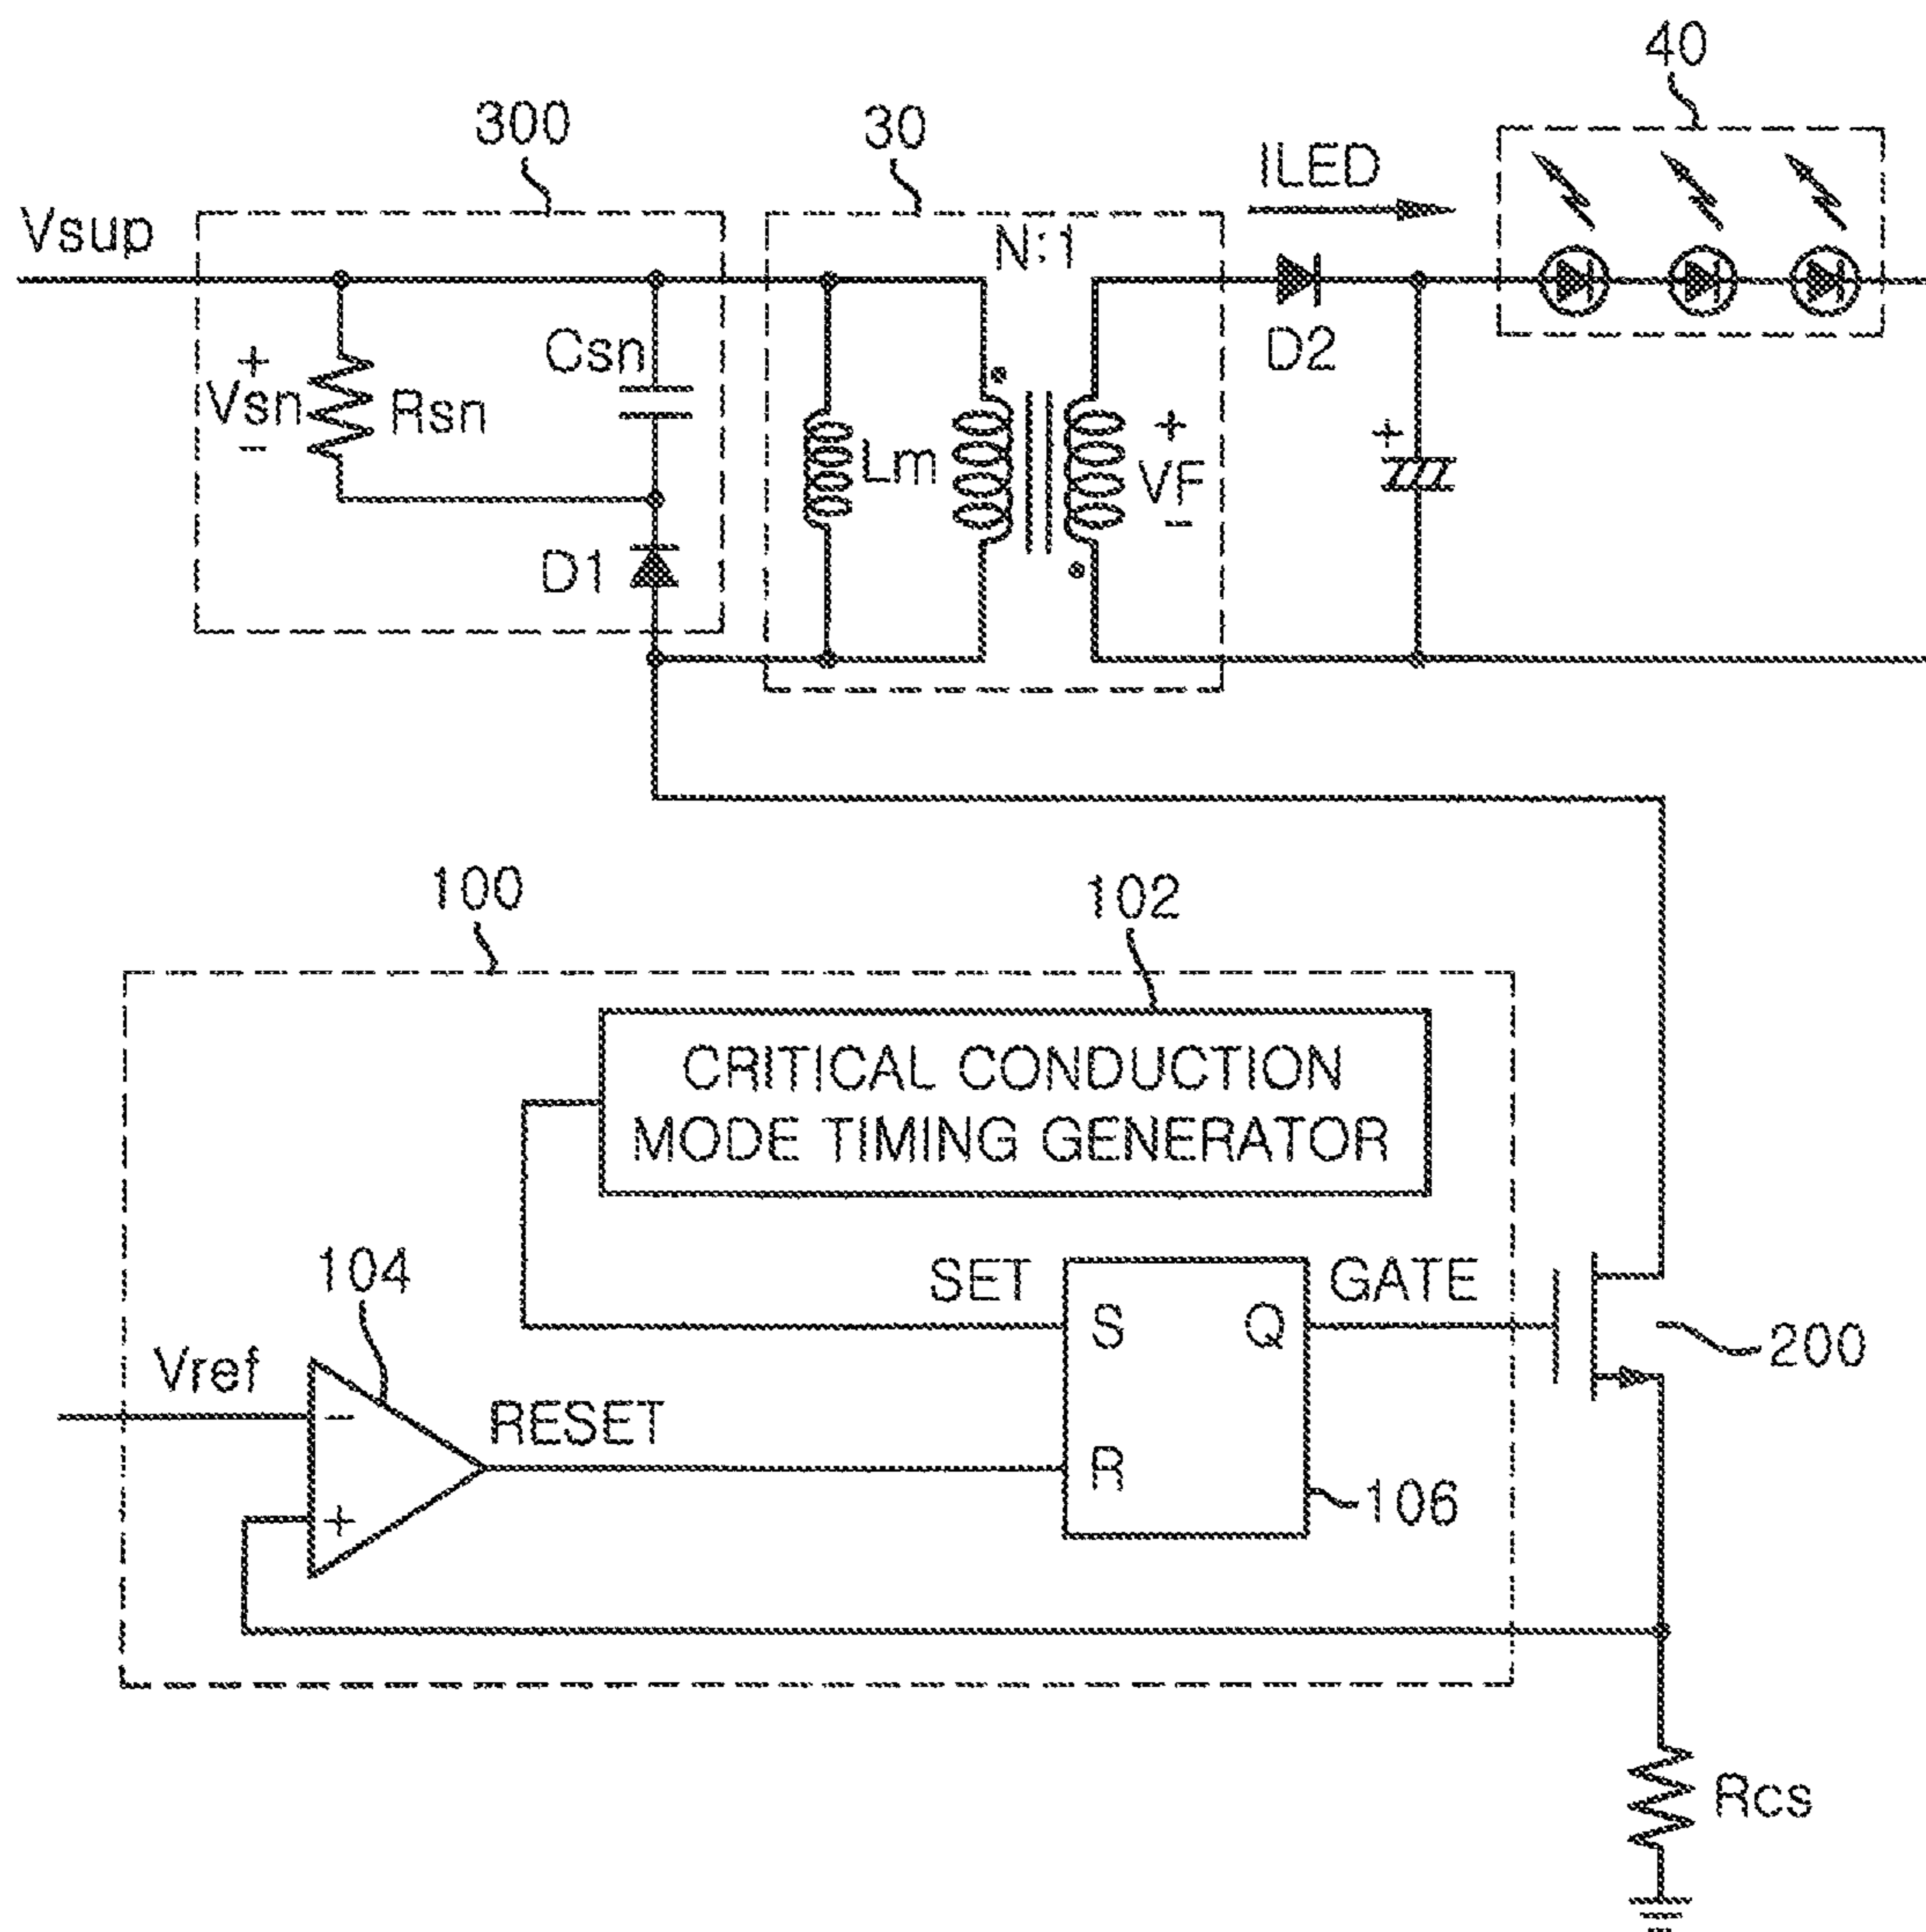 40
300
30
ILED
Vsup
N:1
Csn
D2
+
Vsn
-
Rsn
Lm
+
VF
-
+
D1
100
102
CRITICAL CONDUCTION
MODE TIMING GENERATOR
104
SET
GATE
S
Q
200
Vref
-
RESET
R
+
106
Rcs